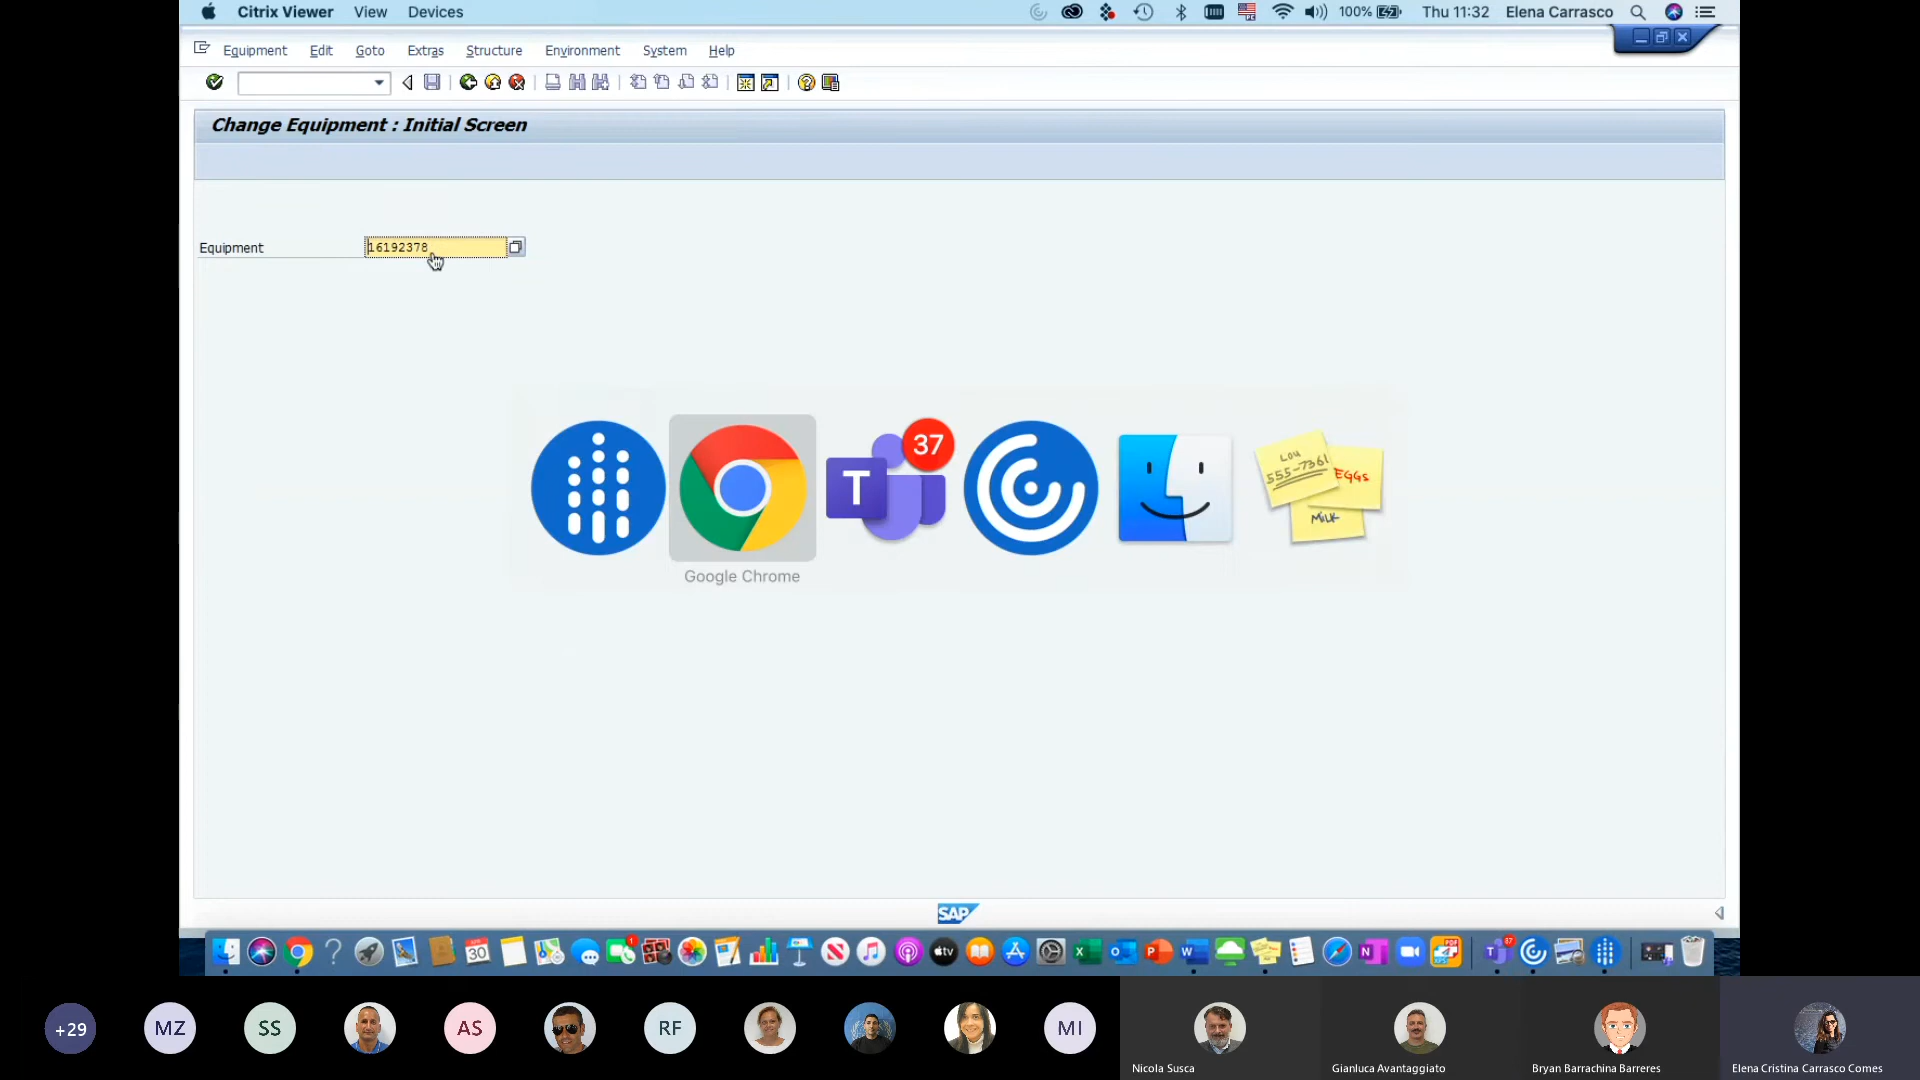 Citrix Viewer View Devices 100% Thu 11:32 Elena Carrasco
Equipment Edit Goto Extras Structure Environment System Help
Change Equipment : Initial Screen
Equipment 16192378
T 37
LOU
555-7361
EGGs
MILK
Google Chrome
SAP
+29 MZ SS AS RF MI
Nicola Susca Gianluca Avantaggiato Bryan Barrachina Barreres Elena Cristina Carrasco Comes